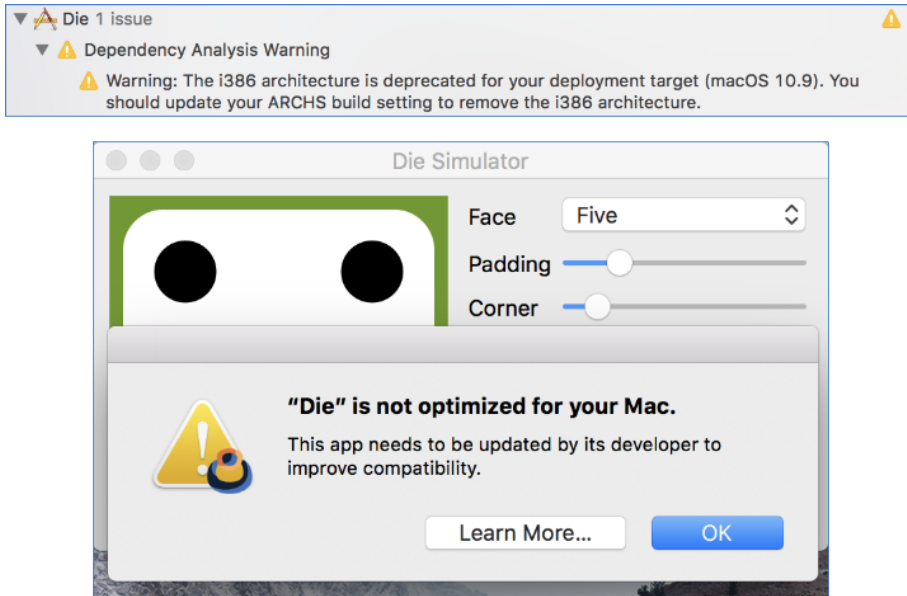 Die 1 issue
Dependency Analysis Warning
Warning: The i386 architecture is deprecated for your deployment target (macOS 10.9). You
should update your ARCHS build setting to remove the i386 architecture.
Die Simulator
Face Five
Padding
Corner
“Die” is not optimized for your Mac.
This app needs to be updated by its developer to
improve compatibility.
Learn More... OK